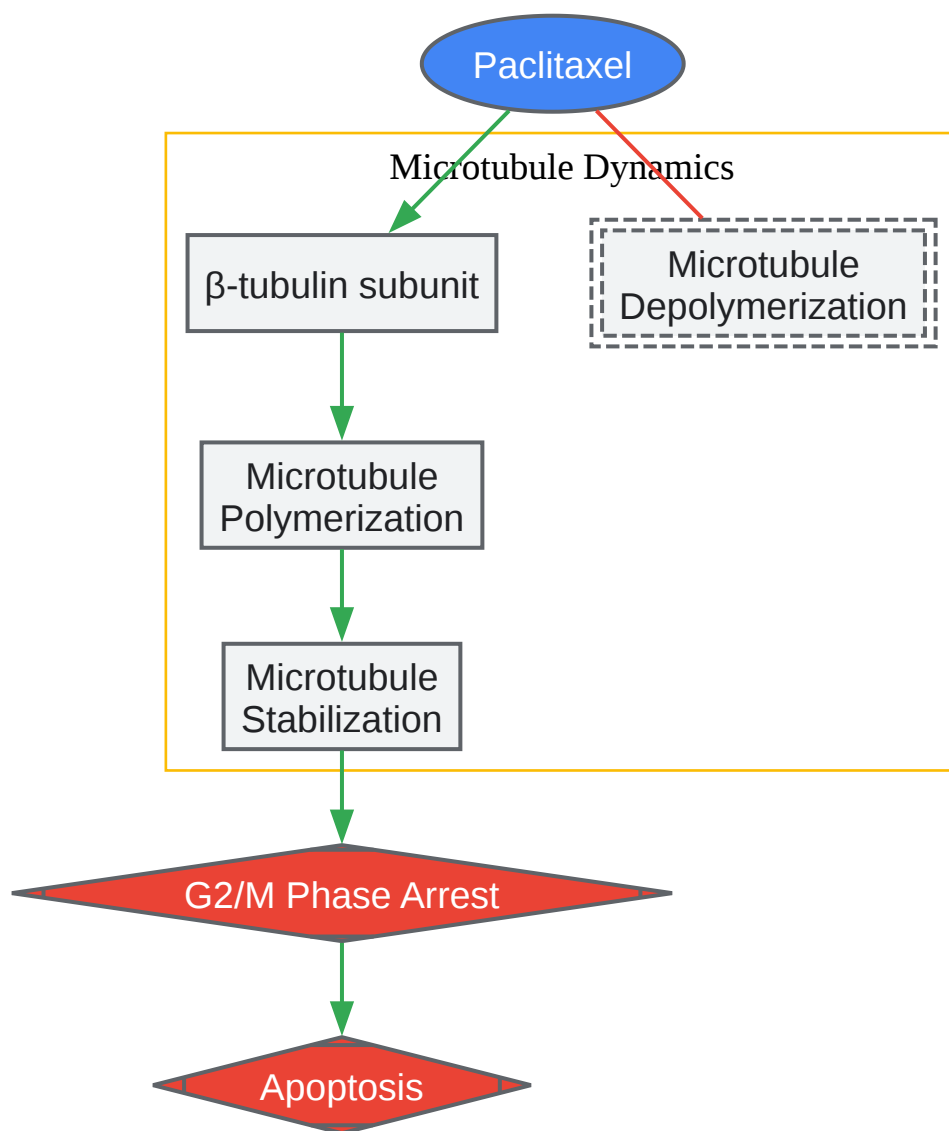 Paclitaxel
Microtubule Dynamics
β-tubulin subunit
Microtubule
Depolymerization
Microtubule
Polymerization
Microtubule
Stabilization
G2/M Phase Arrest
Apoptosis